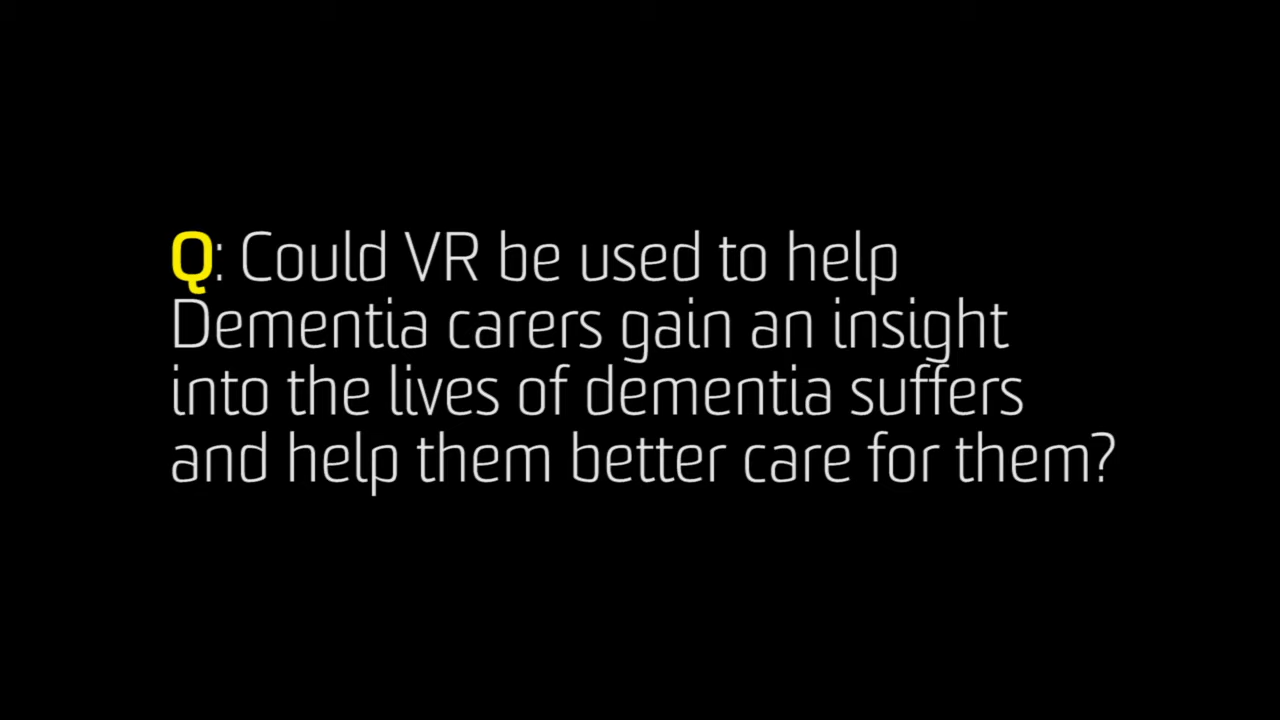 Q: Could VR be used to help
Dementia carers gain an insight
into the lives of dementia suffers
and help them better care for them?